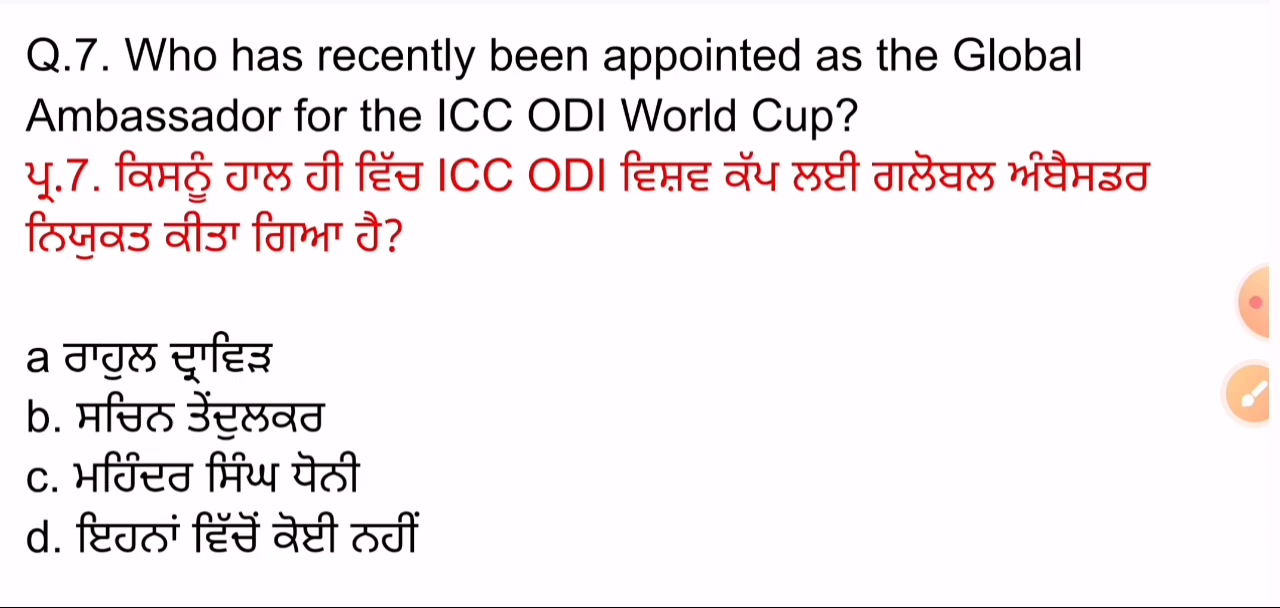 Q.7. Who has recently been appointed as the Global
Ambassador for the ICC ODI World Cup?
ਪ੍ਰ.7. ਕਿਸਨੂੰ ਹਾਲ ਹੀ ਵਿੱਚ ICC ODI ਵਿਸ਼ਵ ਕੱਪ ਲਈ ਗਲੋਬਲ ਅੰਬੈਸਡਰ
ਨਿਯੁਕਤ ਕੀਤਾ ਗਿਆ ਹੈ?
a ਰਾਹੁਲ ਦ੍ਰਾਵਿੜ
b. ਸਚਿਨ ਤੇਂਦੁਲਕਰ
c. ਮਹਿੰਦਰ ਸਿੰਘ ਧੋਨੀ
d. ਇਹਨਾਂ ਵਿੱਚੋਂ ਕੋਈ ਨਹੀਂ